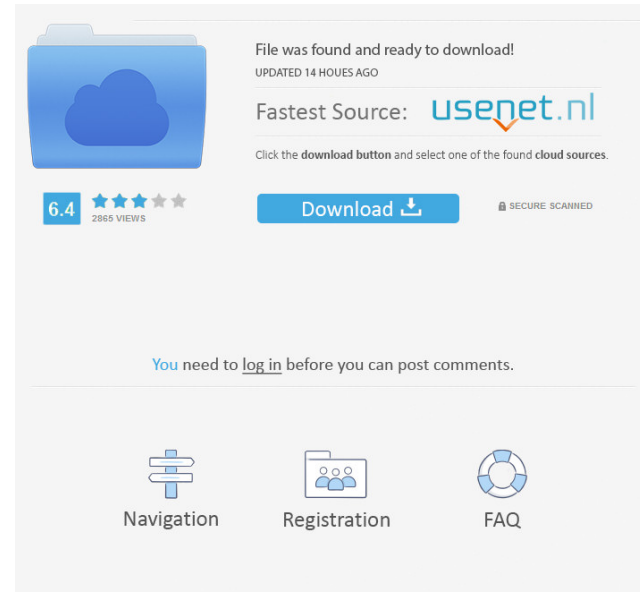 File was found and ready to download!
UPDATED 14 HOUES AGO
Fastest Source: usenet.nl
Click the download button and select one of the found cloud sources.
6.4
2865 VIEWS
Download
SECURE SCANNED
You need to log in before you can post comments.
Navigation
Registration
FAQ